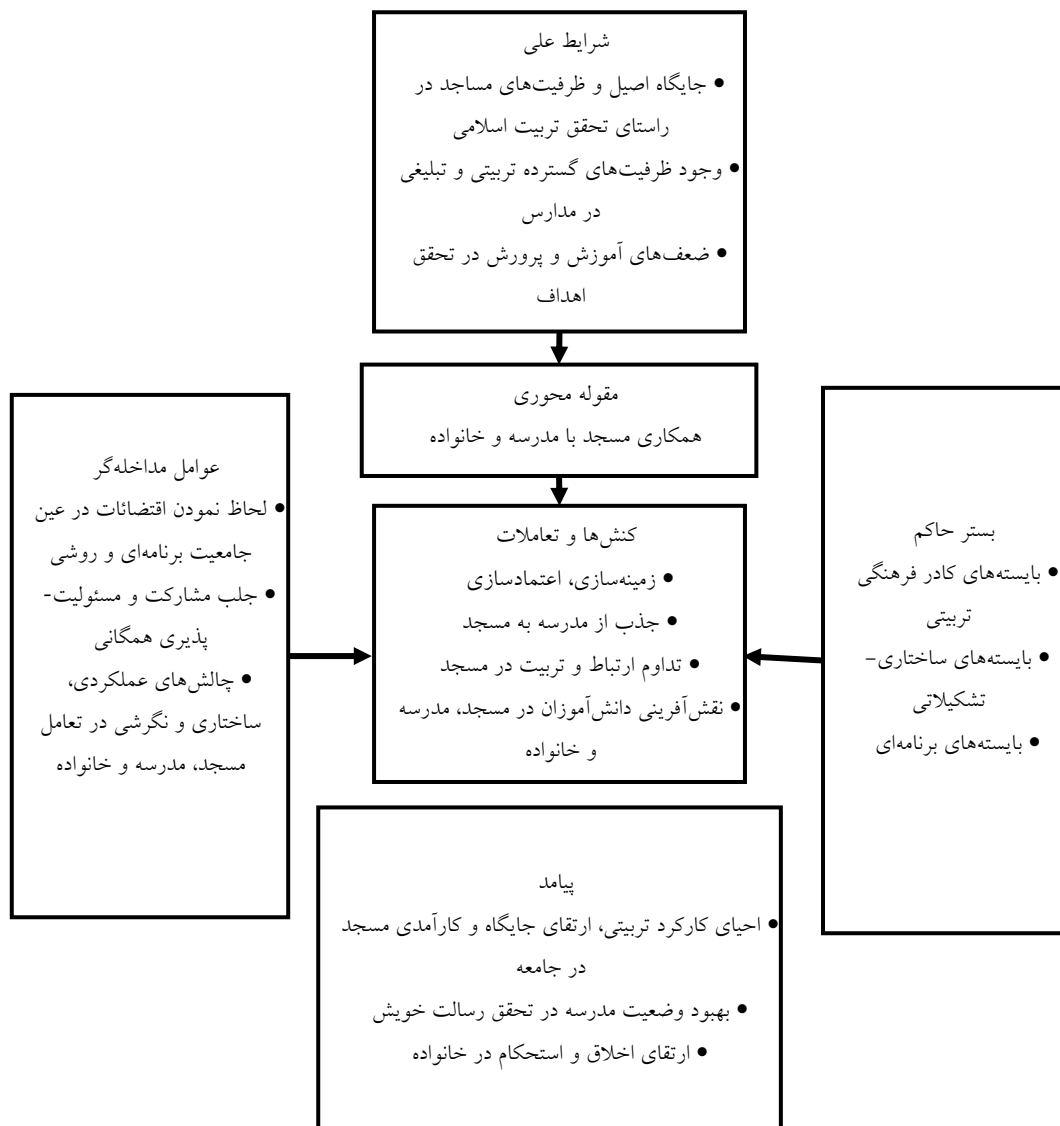 شرایط علی
● جایگاه اصیل و ظرفیت‌های مساجد در
راستای تحقق تربیت اسلامی
● وجود ظرفیت‌های گسترده تربیتی و تبلیغی
در مدارس
● ضعف‌های آموزش و پرورش در تحقق
اهداف
مقوله محوری
همکاری مسجد با مدرسه و خانواده
بستر حاکم
● بایسته‌های کادر فرهنگی
تربیتی
● بایسته‌های ساختاری–
تشکیلاتی
● بایسته‌های برنامه‌ای
کنش‌ها و تعاملات
● زمینه‌سازی، اعتمادسازی
● جذب از مدرسه به مسجد
● تداوم ارتباط و تربیت در مسجد
● نقش‌آفرینی دانش‌آموزان در مسجد، مدرسه
و خانواده
عوامل مداخله‌گر
● لحاظ نمودن اقتضائات در عین
جامعیت برنامه‌ای و روشی
● جلب مشارکت و مسئولیت-
پذیری همگانی
● چالش‌های عملکردی،
ساختاری و نگرشی در تعامل
مسجد، مدرسه و خانواده
پیامد
● احیای کارکرد تربیتی، ارتقای جایگاه و کارآمدی مسجد
در جامعه
● بهبود وضعیت مدرسه در تحقق رسالت خویش
● ارتقای اخلاق و استحکام در خانواده